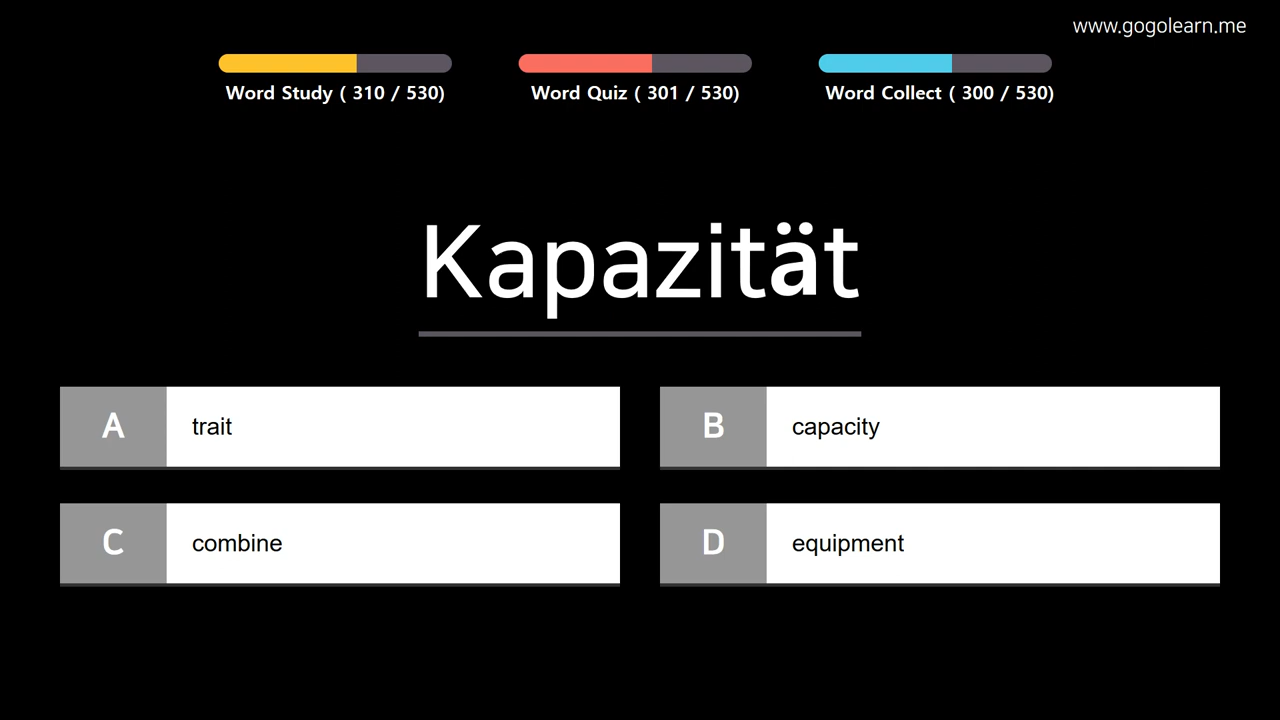 www.gogolearn.me
Word Study ( 310 / 530)
Word Quiz ( 301 / 530)
Word Collect ( 300 / 530)
Kapazität
A trait
B capacity
C combine
D equipment